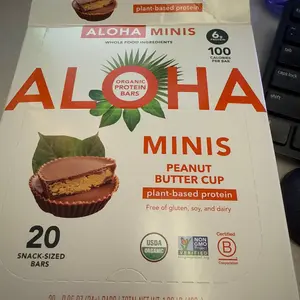 plant-based protein
ALOHA MINIS
WHOLE FOOD INGREDIENTS
6g
100
CALORIES
PER BAR
ALOHA
ORGANIC
PROTEIN
BARS
MINIS
PEANUT
BUTTER CUP
plant-based protein
Free of gluten, soy, and dairy
20
SNACK-SIZED
BARS
USDA
ORGANIC
NON
GMO
Project
VERIFIED
Certified
B
Corporation